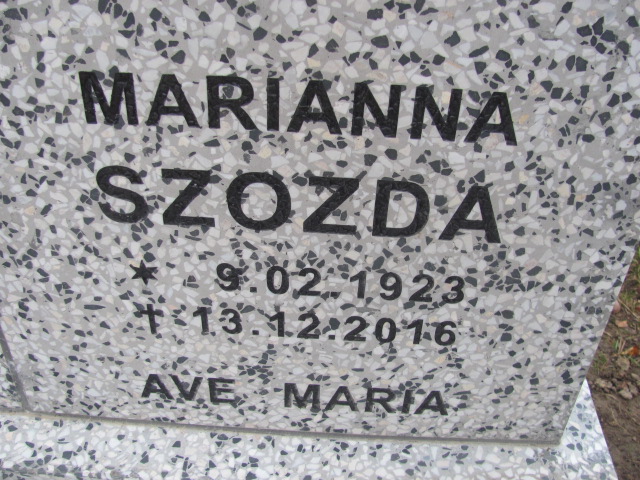 MARIANNA
SZOZDA
* 9.02.1923
† 13.12.2016
AVE MARIA